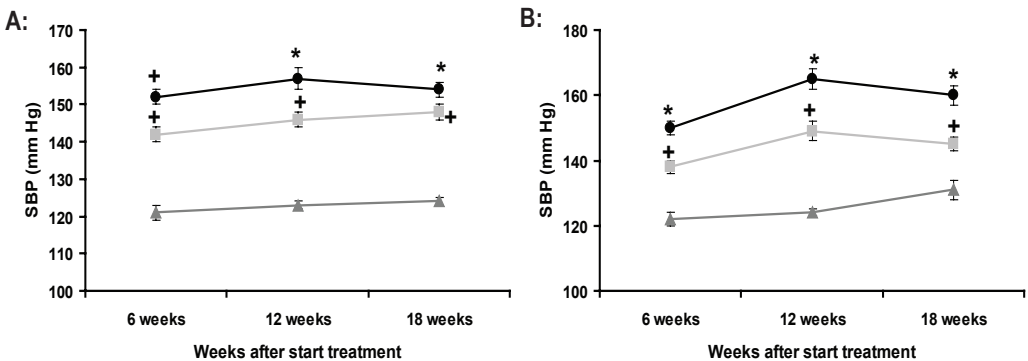 A:
SBP (mm Hg)
170
160
150
140
130
120
110
100
+
*
*
+
+
+
6 weeks
12 weeks
18 weeks
Weeks after start treatment
B:
SBP (mm Hg)
180
160
140
120
100
*
*
*
+
+
+
6 weeks
12 weeks
18 weeks
Weeks after start treatment